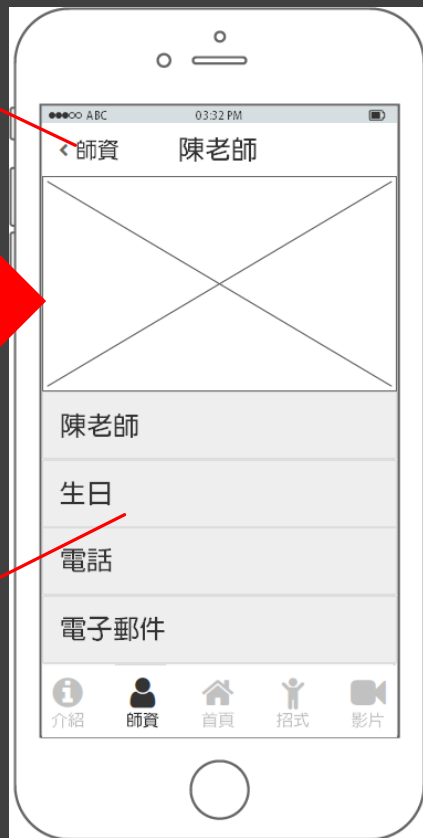 ABC 03:32 PM
師資 陳老師
陳老師
生日
電話
電子郵件
介紹 師資 首頁 招式 影片